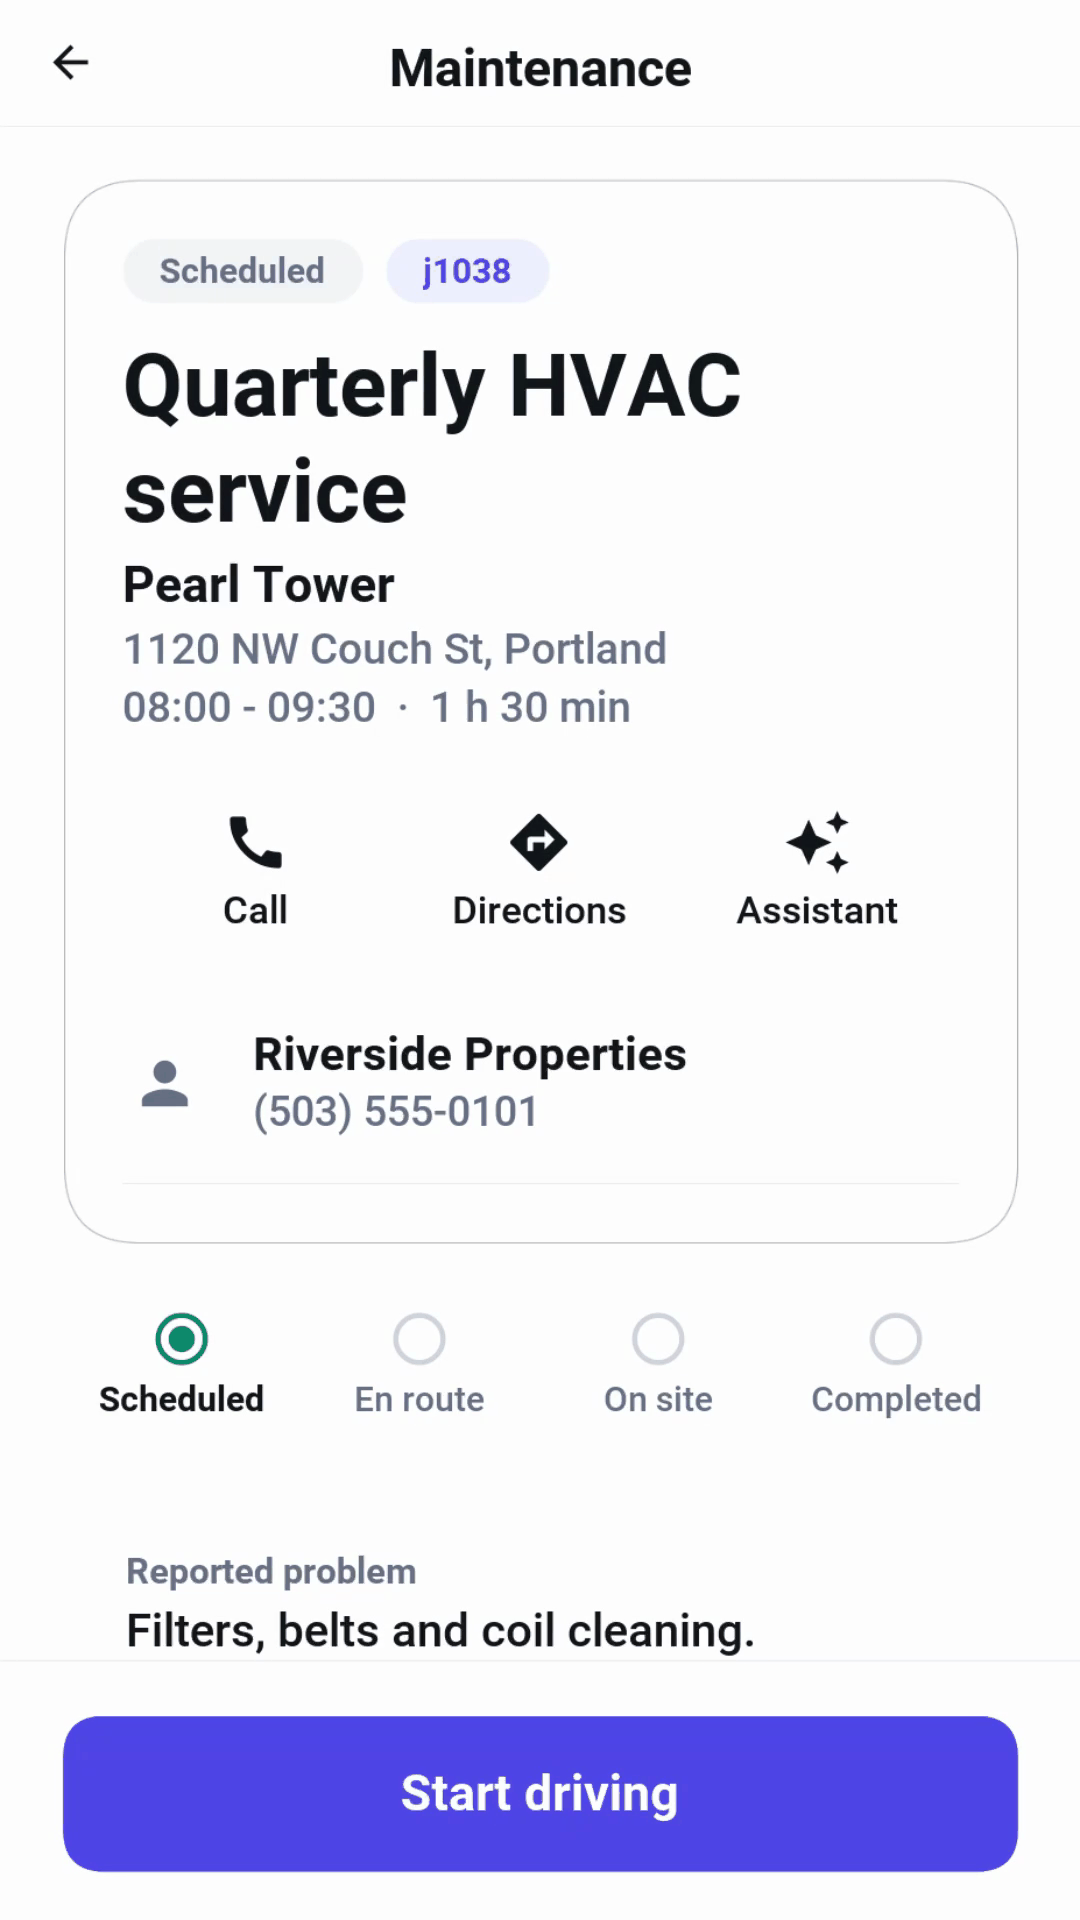 Maintenance
Scheduled
j1038
Quarterly HVAC
service
Pearl Tower
1120 NW Couch St, Portland
08:00 - 09:30 · 1 h 30 min
Call
Directions
Assistant
Riverside Properties
(503) 555-0101
Scheduled
En route
On site
Completed
Reported problem
Filters, belts and coil cleaning.
Start driving